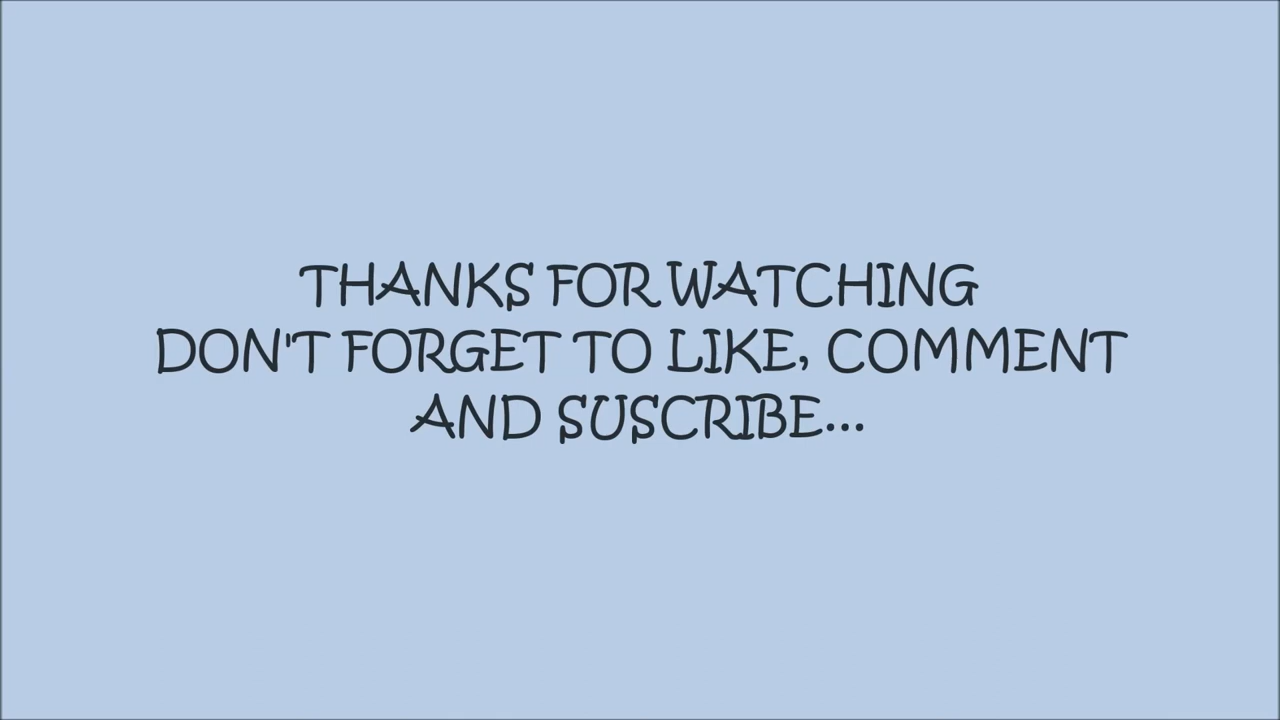 THANKS FOR WATCHING
DON'T FORGET TO LIKE, COMMENT
AND SUSCRIBE...